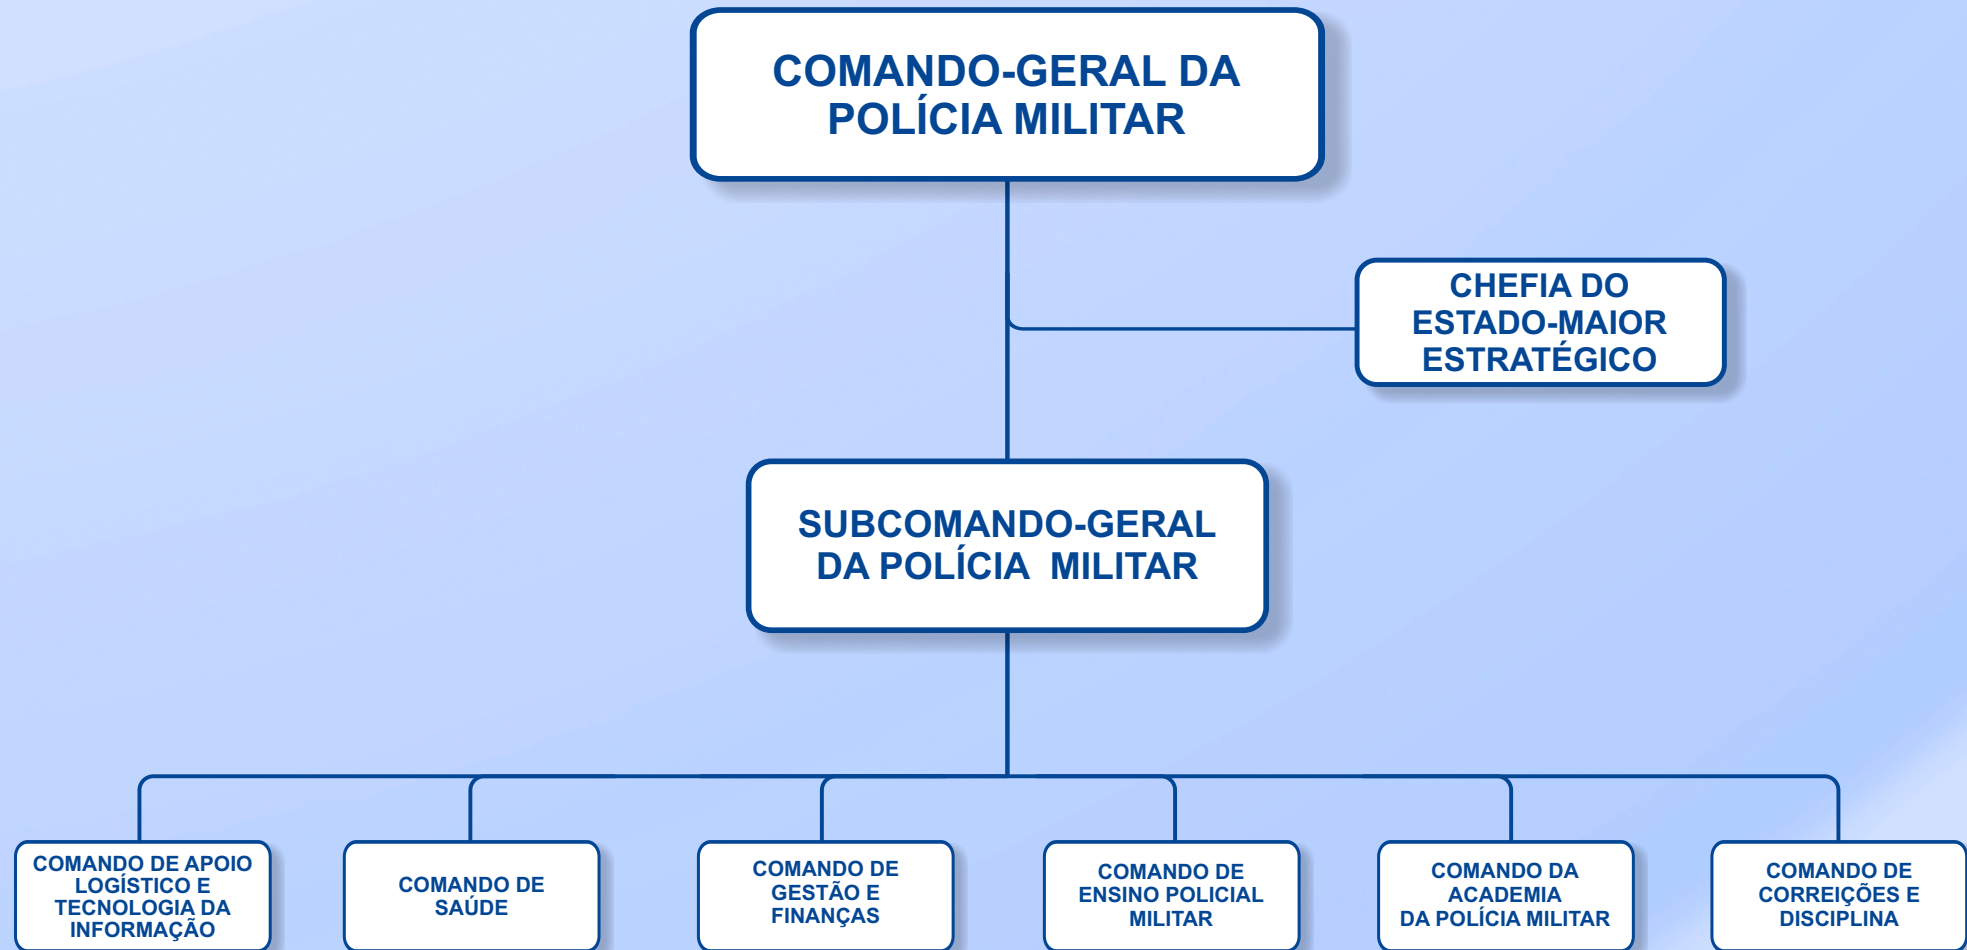 COMANDO-GERAL DA
POLÍCIA MILITAR
CHEFIA DO
ESTADO-MAIOR
ESTRATÉGICO
SUBCOMANDO-GERAL
DA POLÍCIA MILITAR
COMANDO DE APOIO
LOGÍSTICO E
TECNOLOGIA DA
INFORMAÇÃO
COMANDO DE
SAÚDE
COMANDO DE
GESTÃO E
FINANÇAS
COMANDO DE
ENSINO POLICIAL
MILITAR
COMANDO DA
ACADEMIA
DA POLÍCIA MILITAR
COMANDO DE
CORREIÇÕES E
DISCIPLINA